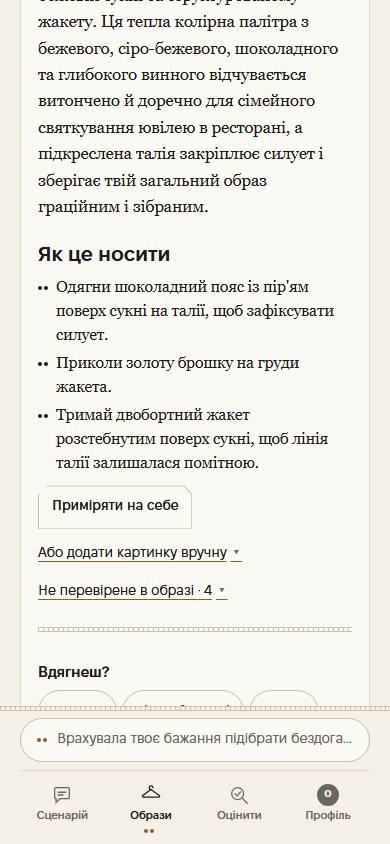 жакету. Ця тепла колірна палітра з
бежевого, сіро-бежевого, шоколадного
та глибокого винного відчувається
витончено й доречно для сімейного
святкування ювілею в ресторані, а
підкреслена талія закріплює силует і
зберігає твій загальний образ
граційним і зібраним.
Як це носити
•• Одягни шоколадний пояс із пір'ям
поверх сукні на талії, щоб зафіксувати
силует.
•• Приколи золоту брошку на груди
жакета.
•• Тримай двобортний жакет
розстебнутим поверх сукні, щоб лінія
талії залишалася помітною.
Приміряти на себе
Або додати картинку вручну ▾
Не перевірене в образі · 4 ▾
Вдягнеш?
•• Врахувала твоє бажання підібрати бездога...
Сценарій
Образи
Оцінити
О
Профіль